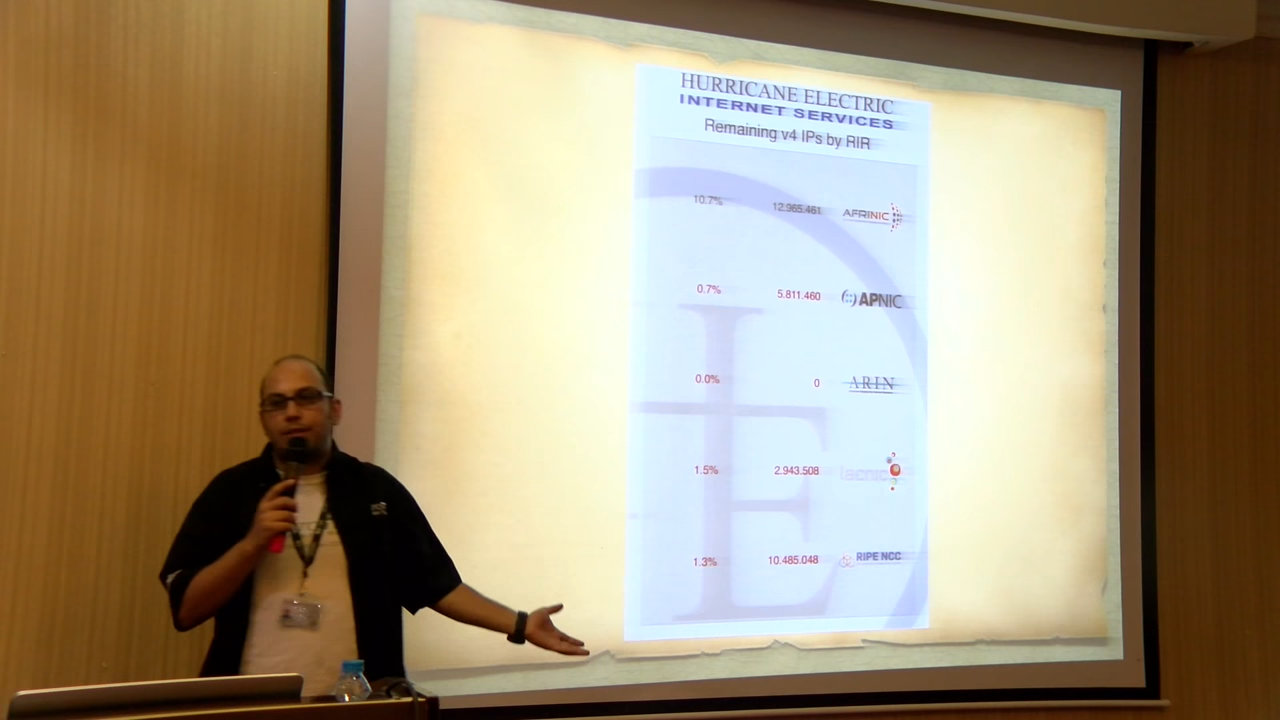 HURRICANE ELECTRIC
INTERNET SERVICES
Remaining v4 IPs by RIR
10.7% 12.965.461 AFRINIC
0.7% 5.811.460 APNIC
0.0% 0 ARIN
1.5% 2.943.508 lacnic
1.3% 10.485.048 RIPE NCC